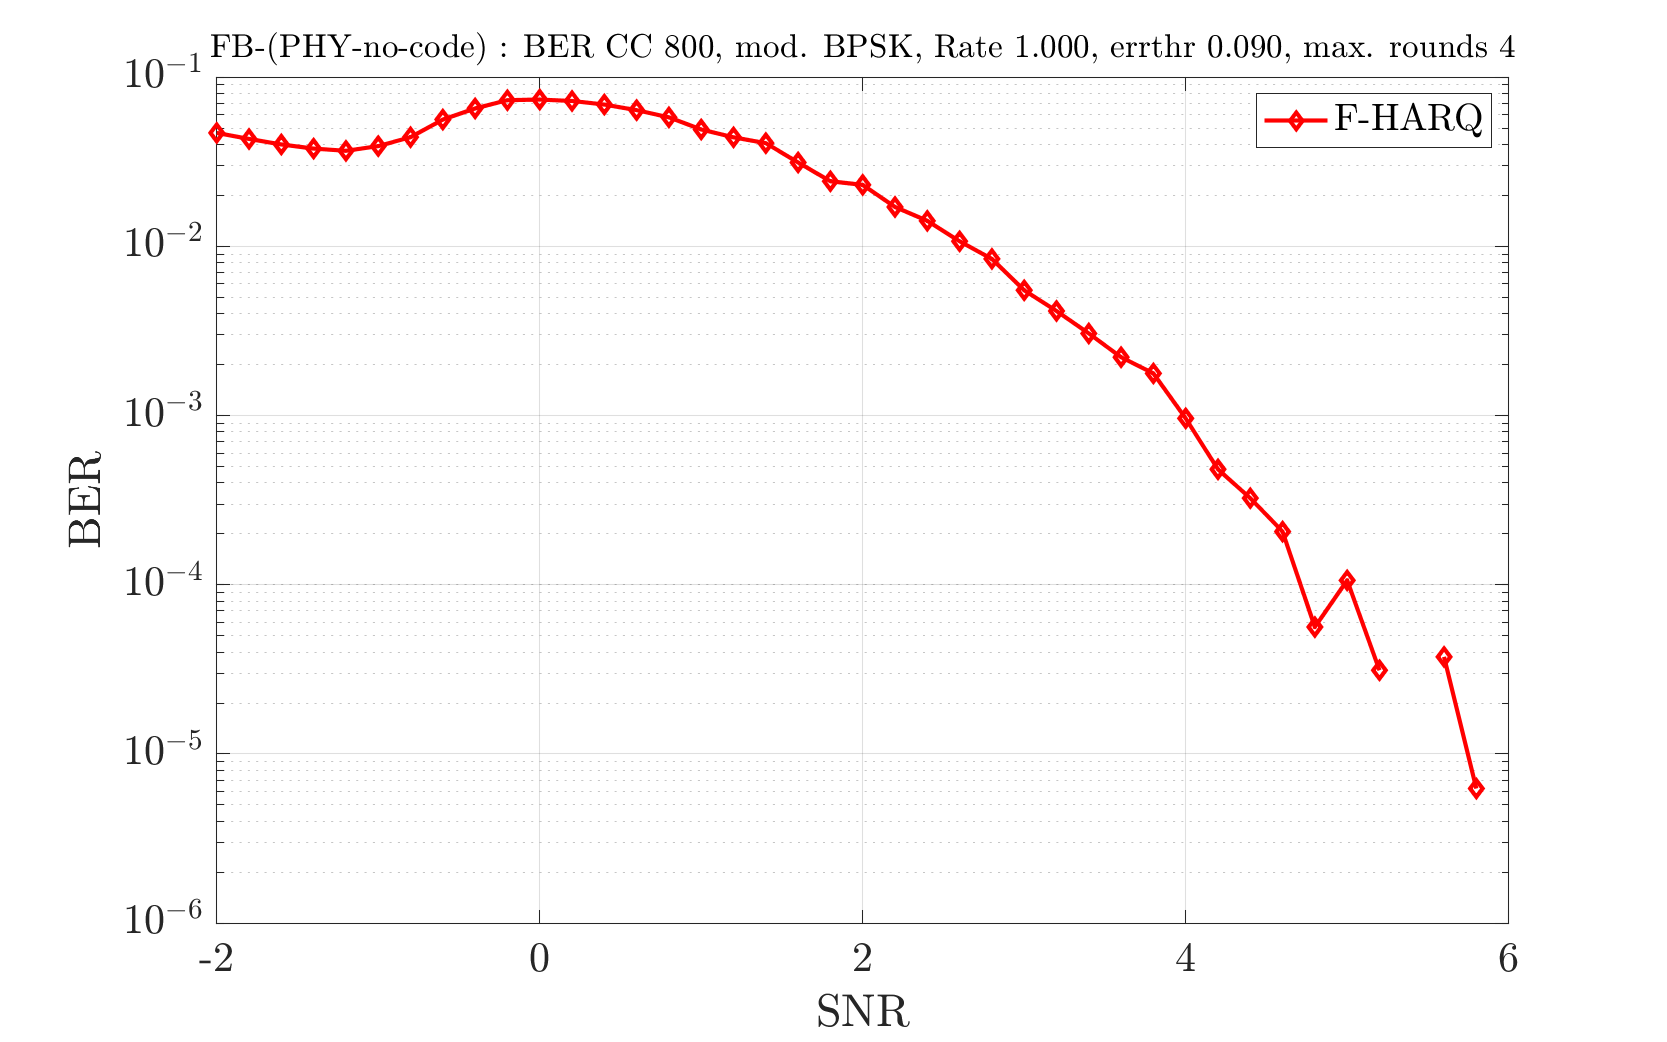 FB-(PHY-no-code) : BER CC 800, mod. BPSK, Rate 1.000, errthr 0.090, max. rounds 4
F-HARQ
10⁻¹
10⁻²
10⁻³
10⁻⁴
10⁻⁵
10⁻⁶
BER
-2 0 2 4 6
SNR